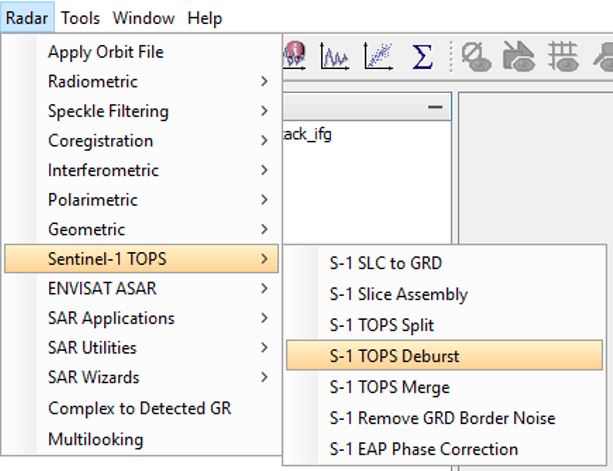 Radar Tools Window Help
Apply Orbit File
Radiometric
Speckle Filtering
Coregistration
Interferometric
Polarimetric
Geometric
Sentinel-1 TOPS
ENVISAT ASAR
SAR Applications
SAR Utilities
SAR Wizards
Complex to Detected GR
Multilooking
Σ
tack_ifg
S-1 SLC to GRD
S-1 Slice Assembly
S-1 TOPS Split
S-1 TOPS Deburst
S-1 TOPS Merge
S-1 Remove GRD Border Noise
S-1 EAP Phase Correction